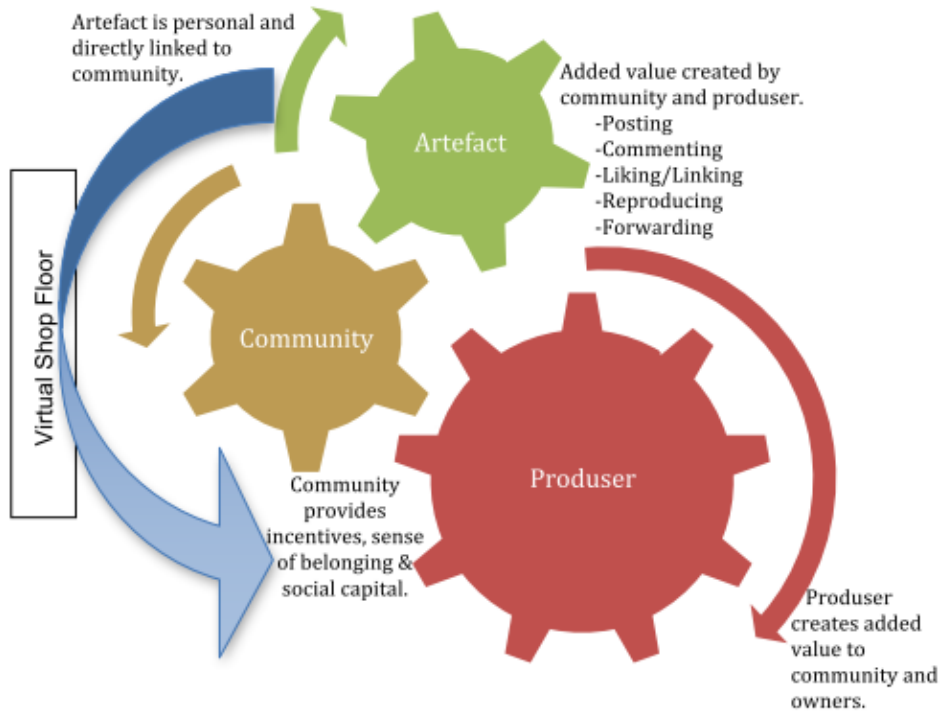 Artefact is personal and
directly linked to
community.
Artefact
Added value created by
community and produser.
-Posting
-Commenting
-Liking/Linking
-Reproducing
-Forwarding
Virtual Shop Floor
Community
Produser
Community
provides
incentives, sense
of belonging &
social capital.
Produser
creates added
value to
community and
owners.